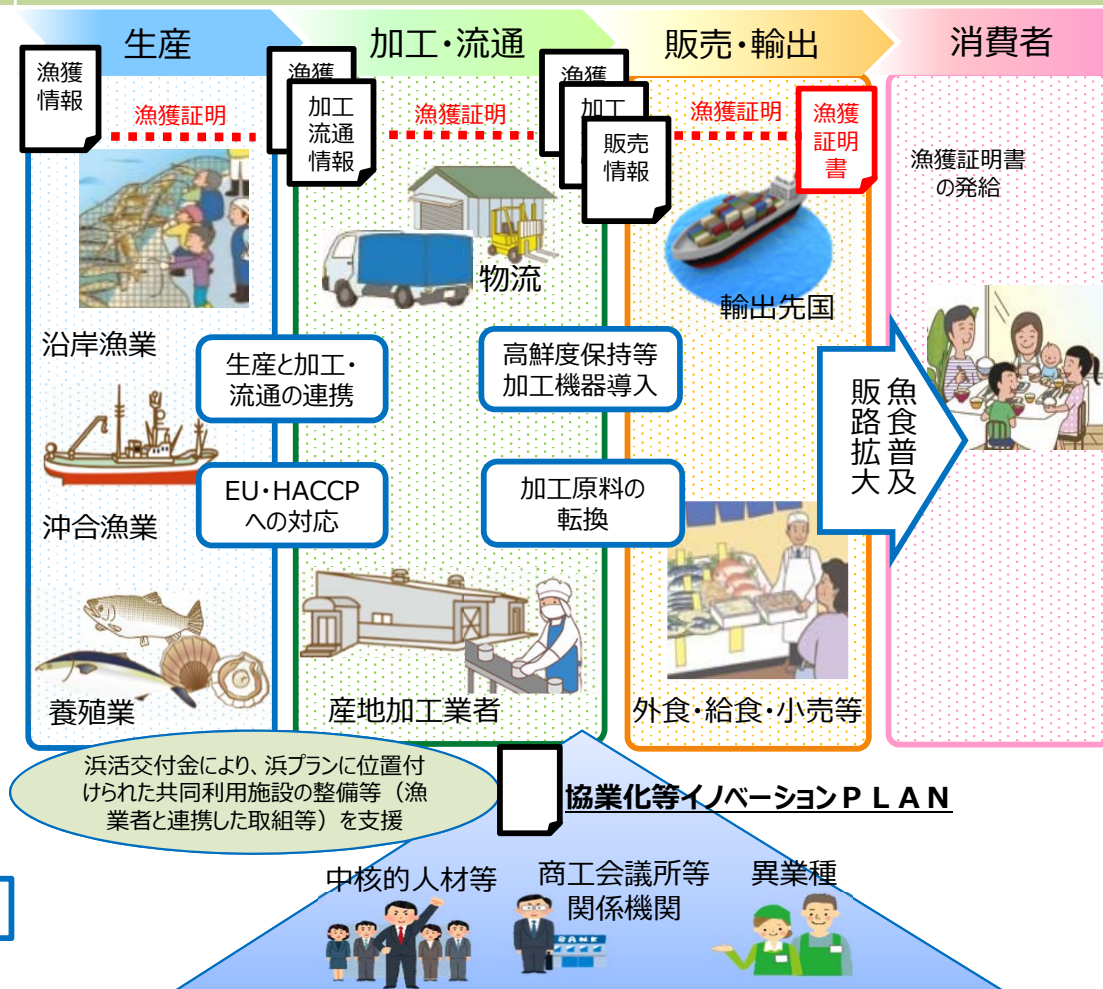 生産
加工・流通
販売・輸出
消費者
漁獲
情報
漁獲証明
漁獲
加工
流通
情報
漁獲証明
漁獲
加工
販売
情報
漁獲証明
漁獲
証明
書
漁獲証明書
の発給
物流
輸出先国
沿岸漁業
生産と加工・
流通の連携
高鮮度保持等
加工機器導入
魚食普及
販路拡大
EU・HACCP
への対応
加工原料の
転換
沖合漁業
養殖業
産地加工業者
外食・給食・小売等
浜活交付金により、浜プランに位置付
けられた共同利用施設の整備等（漁
業者と連携した取組等）を支援
協業化等イノベーションＰＬＡＮ
中核的人材等
商工会議所等
関係機関
異業種
BANK